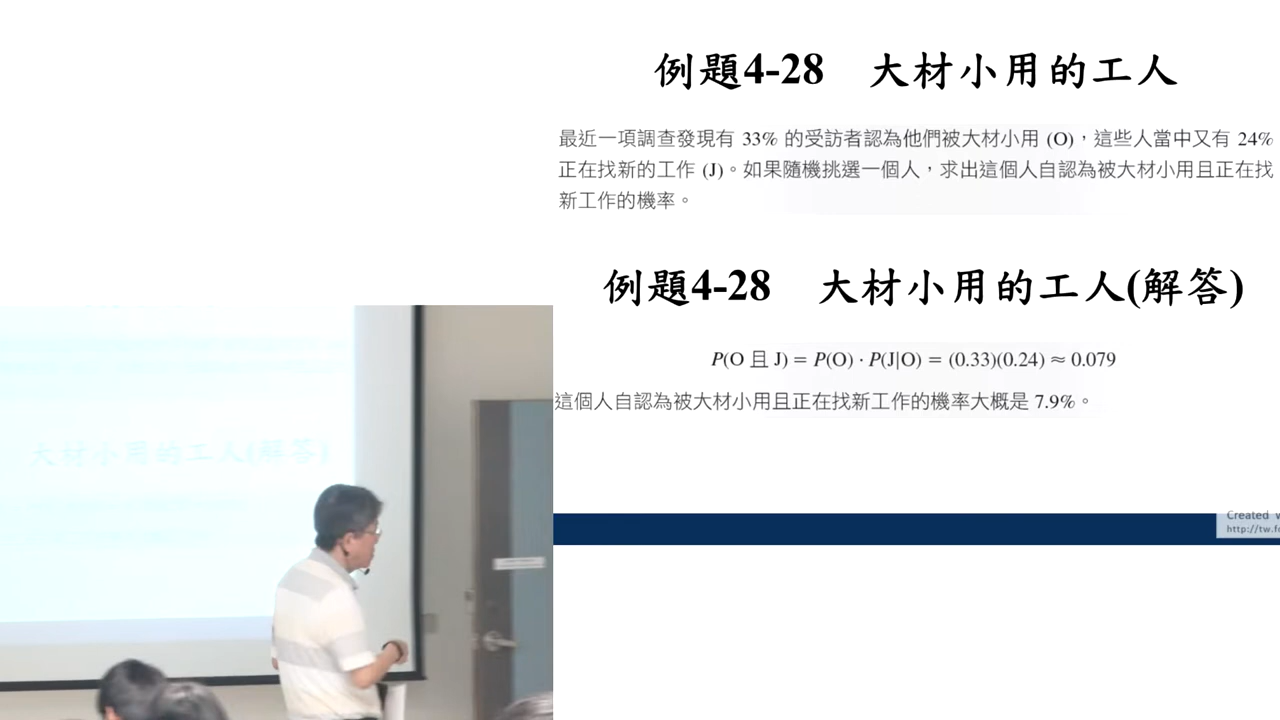 例題4-28 大材小用的工人
最近一項調查發現有 33% 的受訪者認為他們被大材小用 (O)，這些人當中又有 24%
正在找新的工作 (J)。如果隨機挑選一個人，求出這個人自認為被大材小用且正在找
新工作的機率。
例題4-28 大材小用的工人(解答)
P(O 且 J) = P(O) · P(J|O) = (0.33)(0.24) ≈ 0.079
這個人自認為被大材小用且正在找新工作的機率大概是 7.9%。
大材小用的工人(解答)
Created
http://tw.f